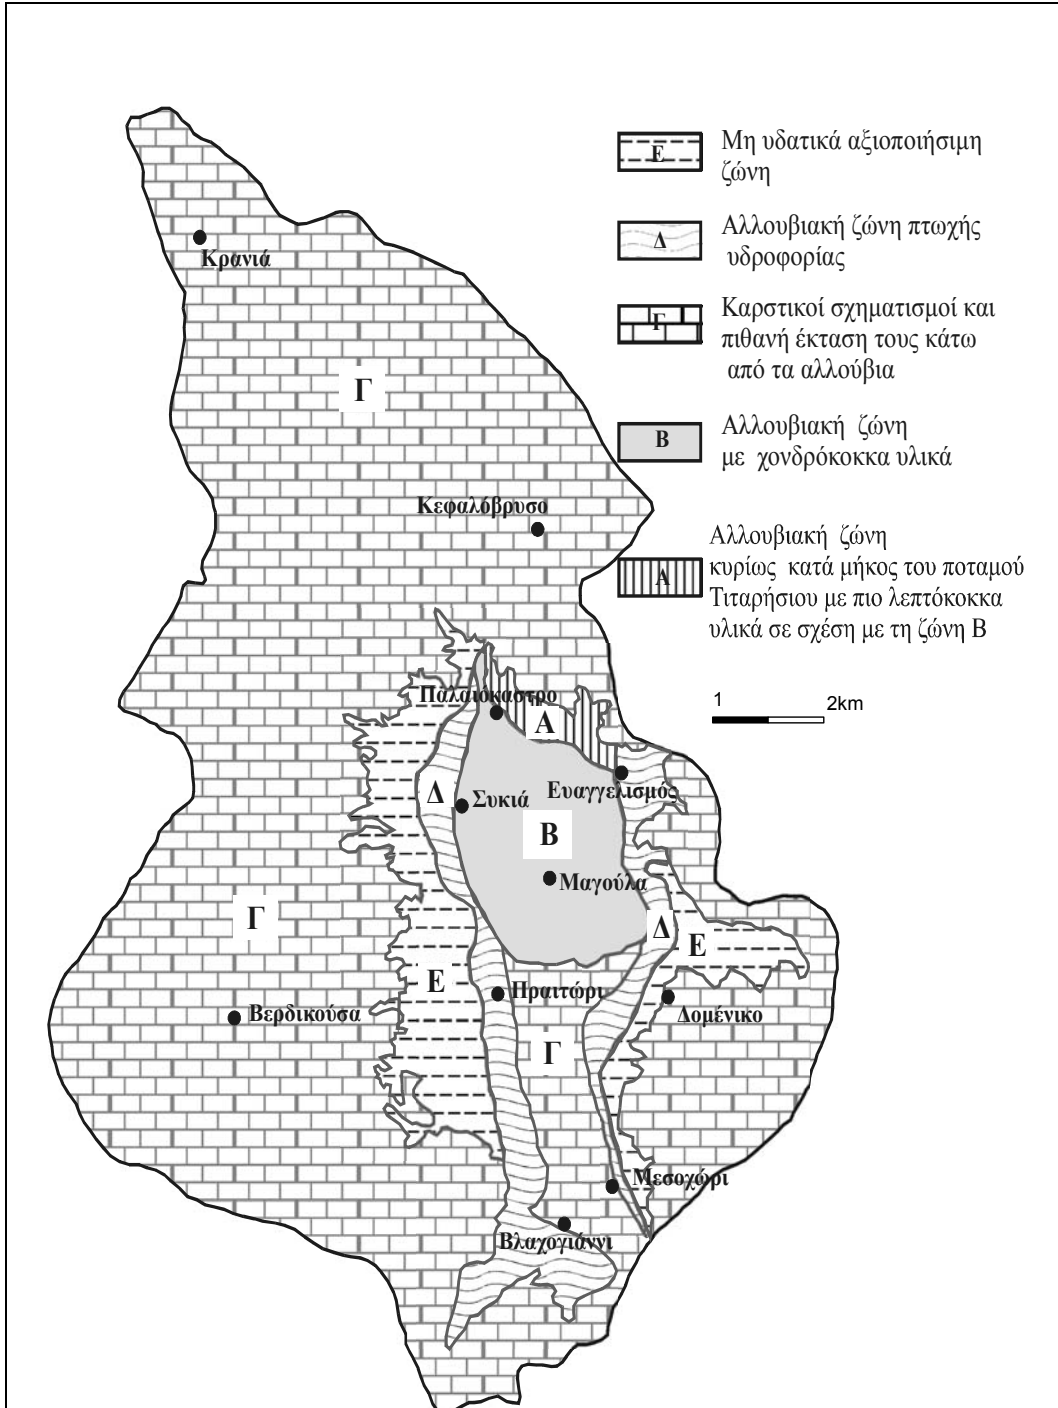 Ε
Μη υδατικά αξιοποιήσιμη
ζώνη
Δ
Αλλουβιακή ζώνη πτωχής
υδροφορίας
Γ
Καρστικοί σχηματισμοί και
πιθανή έκταση τους κάτω
από τα αλλούβια
Β
Αλλουβιακή ζώνη
με χονδρόκοκκα υλικά
Α
Αλλουβιακή ζώνη
κυρίως κατά μήκος του ποταμού
Τιταρήσιου με πιο λεπτόκοκκα
υλικά σε σχέση με τη ζώνη Β
1 2km
Κρανιά
Γ
Κεφαλόβρυσο
Παλαιόκαστρο
Α
Δ
Συκιά
Ευαγγελισμός
Β
Μαγούλα
Γ
Δ
Ε
Ε
Πραιτώρι
Βερδικούσα
Δομένικο
Γ
Μεσοχώρι
Βλαχογιάννι